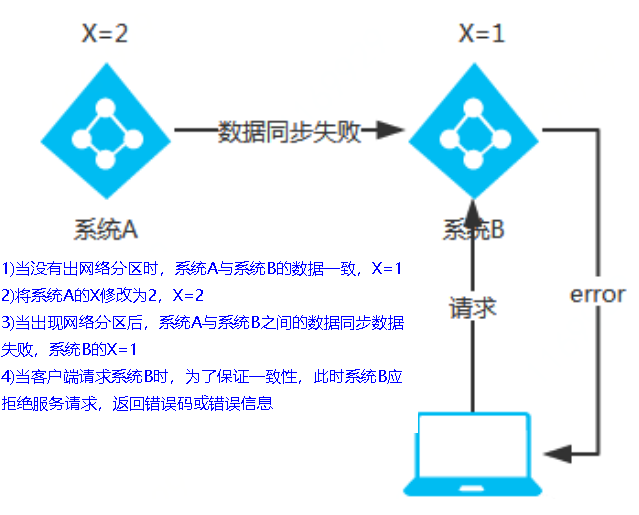 X=2
X=1
数据同步失败
系统A
系统B
1)当没有出网络分区时，系统A与系统B的数据一致，X=1
2)将系统A的X修改为2，X=2
3)当出现网络分区后，系统A与系统B之间的数据同步数据
失败，系统B的X=1
4)当客户端请求系统B时，为了保证一致性，此时系统B应
拒绝服务请求，返回错误码或错误信息
请求
error